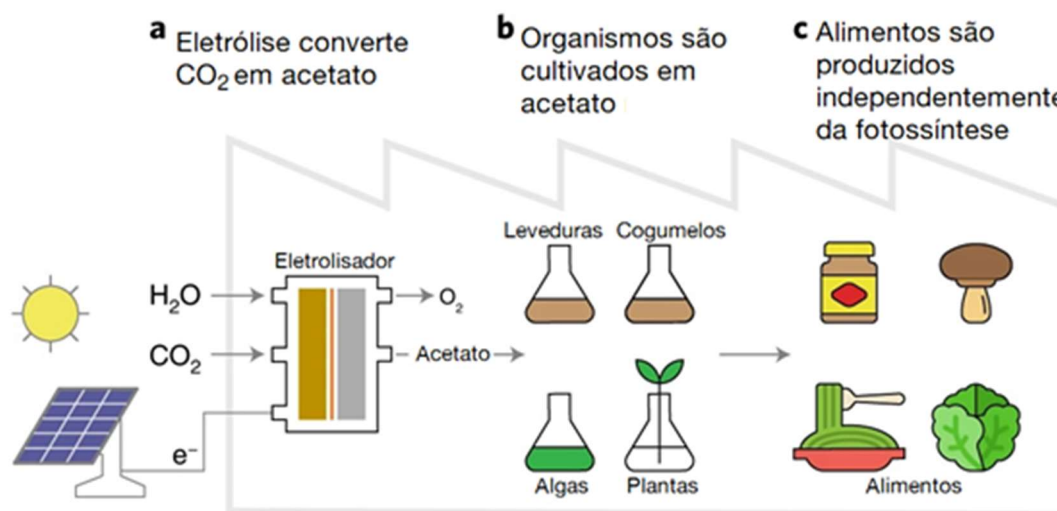 a Eletrólise converte
CO₂ em acetato
b Organismos são
cultivados em
acetato
c Alimentos são
produzidos
independentemente
da fotossíntese
Leveduras
Cogumelos
Eletrolisador
H₂O
O₂
CO₂
Acetato
e⁻
Algas
Plantas
Alimentos